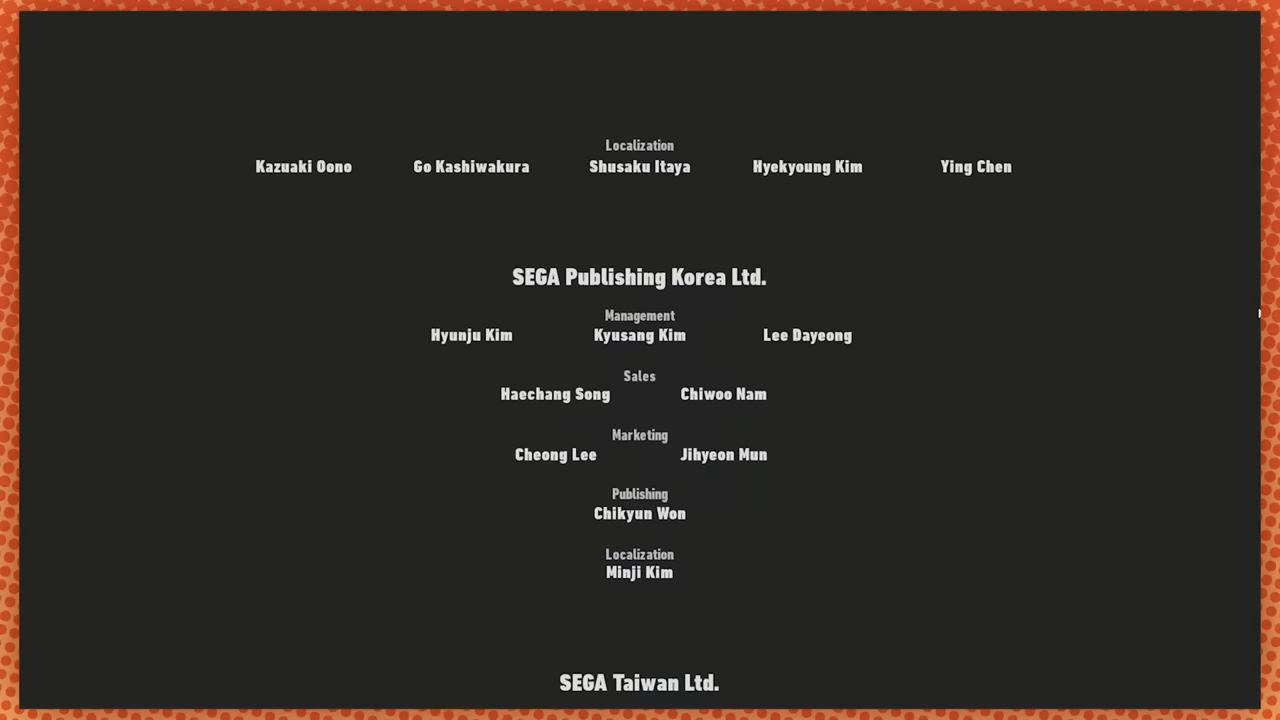 Localization
Kazuaki Oono Go Kashiwakura Shusaku Itaya Hyekyoung Kim Ying Chen
SEGA Publishing Korea Ltd.
Management
Hyunju Kim Kyusang Kim Lee Dayeong
Sales
Haechang Song Chiwoo Nam
Marketing
Cheong Lee Jihyeon Mun
Publishing
Chikyun Won
Localization
Minji Kim
SEGA Taiwan Ltd.